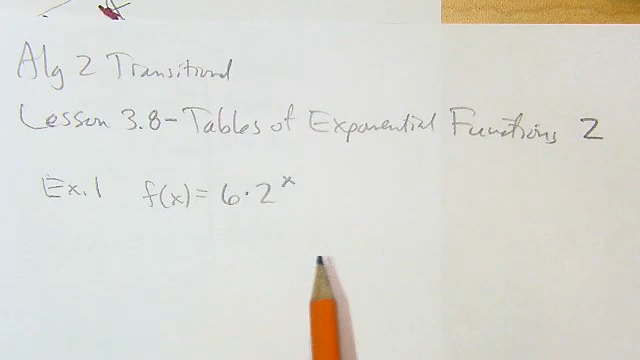 Alg 2 Transitional
Lesson 3.8 - Tables of Exponential Functions 2
Ex. 1 f(x) = 6 · 2^x